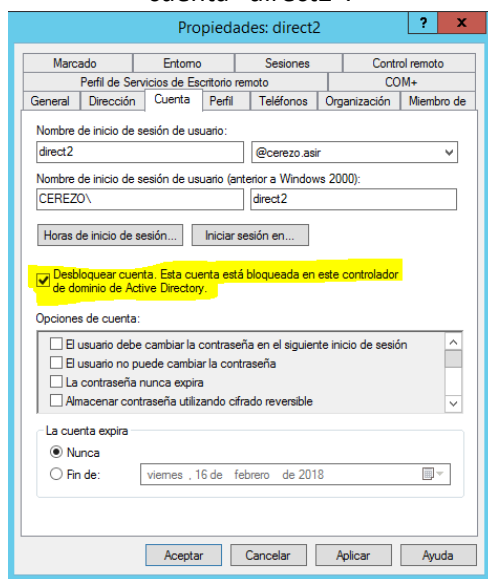 cuenta "direct2".
Propiedades: direct2
?
x
Marcado
Entorno
Sesiones
Control remoto
Perfil de Servicios de Escritorio remoto
COM+
General
Dirección
Cuenta
Perfil
Teléfonos
Organización
Miembro de
Nombre de inicio de sesión de usuario:
direct2
@cerezo.asir
Nombre de inicio de sesión de usuario (anterior a Windows 2000):
CEREZO\
direct2
Horas de inicio de sesión...
Iniciar sesión en...
Desbloquear cuenta. Esta cuenta está bloqueada en este controlador
de dominio de Active Directory.
Opciones de cuenta:
El usuario debe cambiar la contraseña en el siguiente inicio de sesión
El usuario no puede cambiar la contraseña
La contraseña nunca expira
Almacenar contraseña utilizando cifrado reversible
La cuenta expira
Nunca
Fin de:
viernes , 16 de febrero de 2018
Aceptar
Cancelar
Aplicar
Ayuda